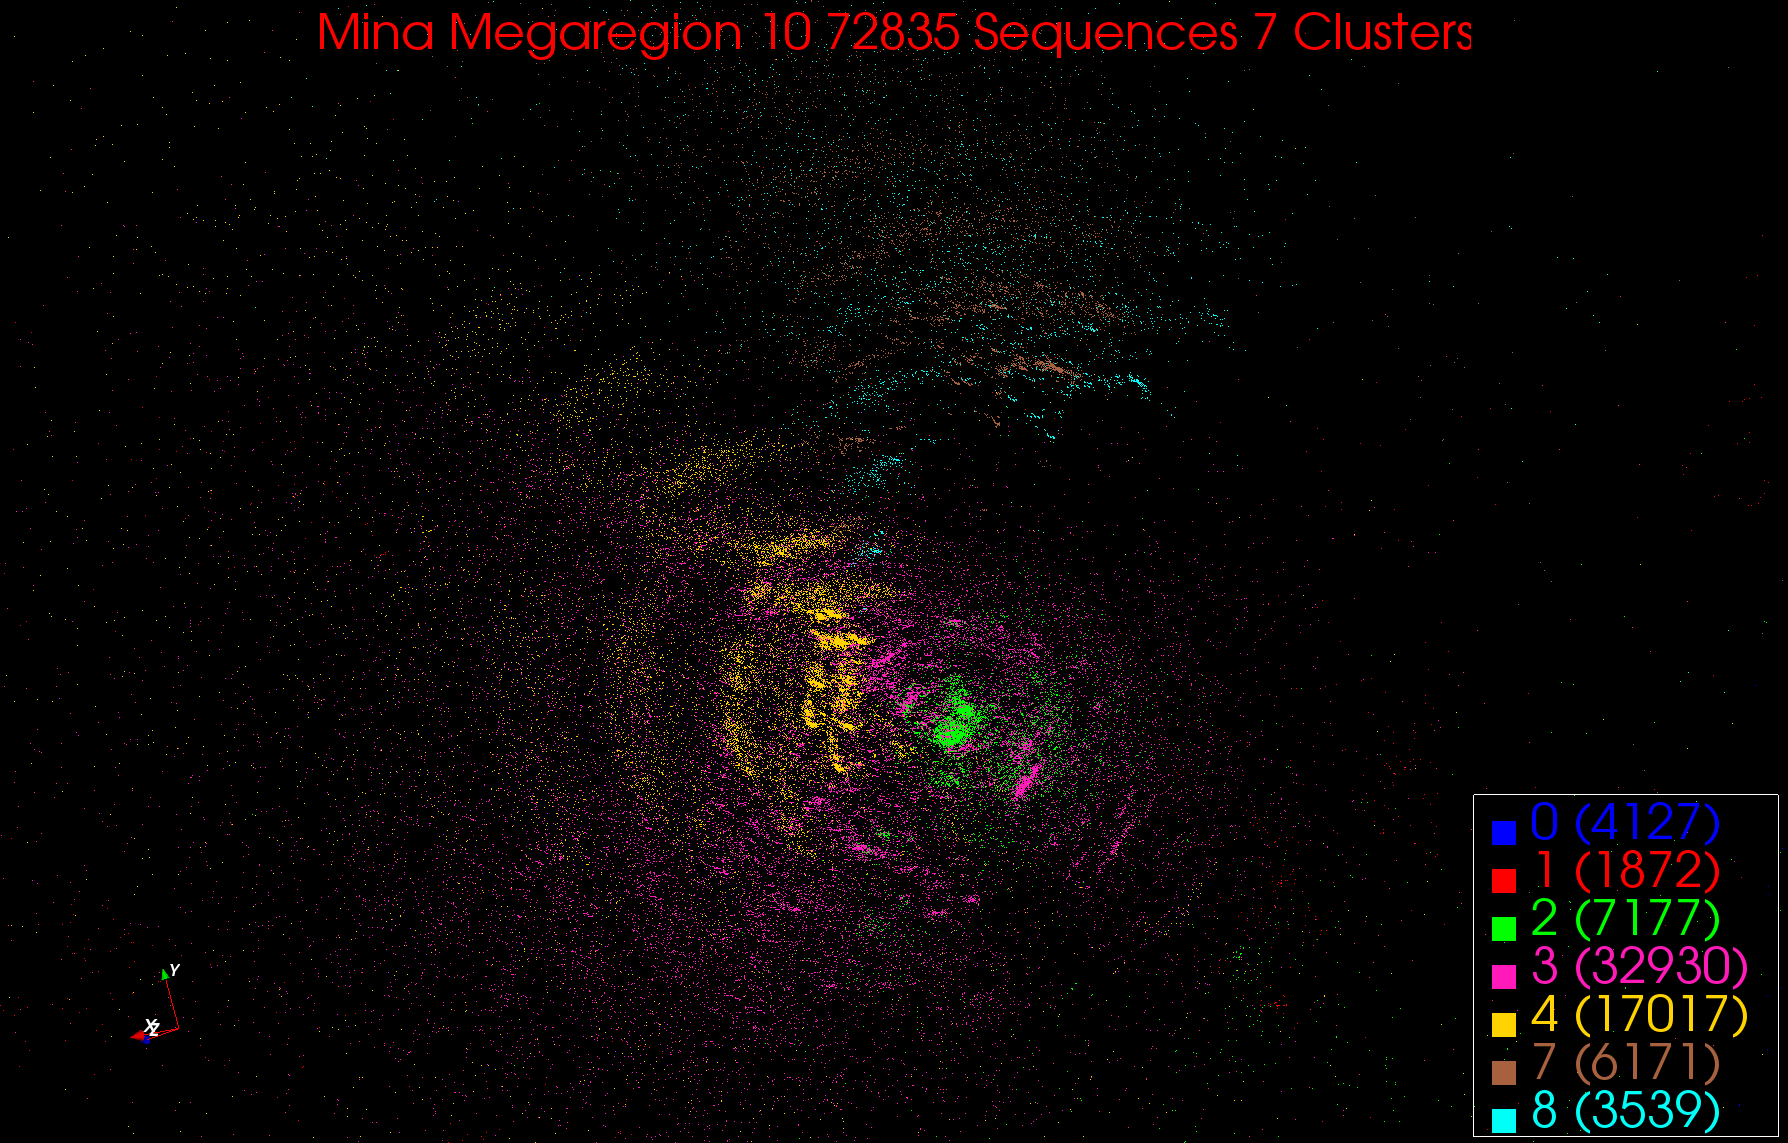 Mina Megaregion 10 72835 Sequences 7 Clusters
0 (4127)
1 (1872)
2 (7177)
3 (32930)
4 (17017)
7 (6171)
8 (3539)
Y
X
Z